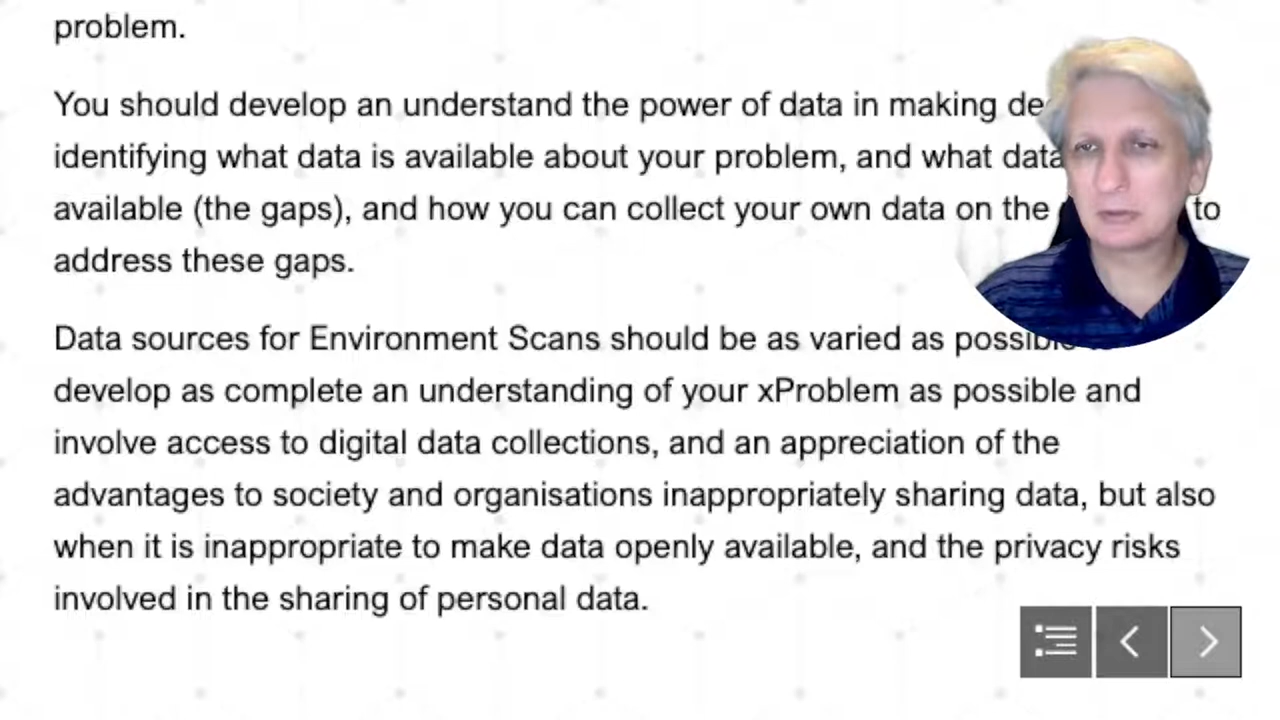 problem.
You should develop an understand the power of data in making
identifying what data is available about your problem, and what data
available (the gaps), and how you can collect your own data on the to
address these gaps.
Data sources for Environment Scans should be as varied as possible
develop as complete an understanding of your xProblem as possible and
involve access to digital data collections, and an appreciation of the
advantages to society and organisations inappropriately sharing data, but also
when it is inappropriate to make data openly available, and the privacy risks
involved in the sharing of personal data.